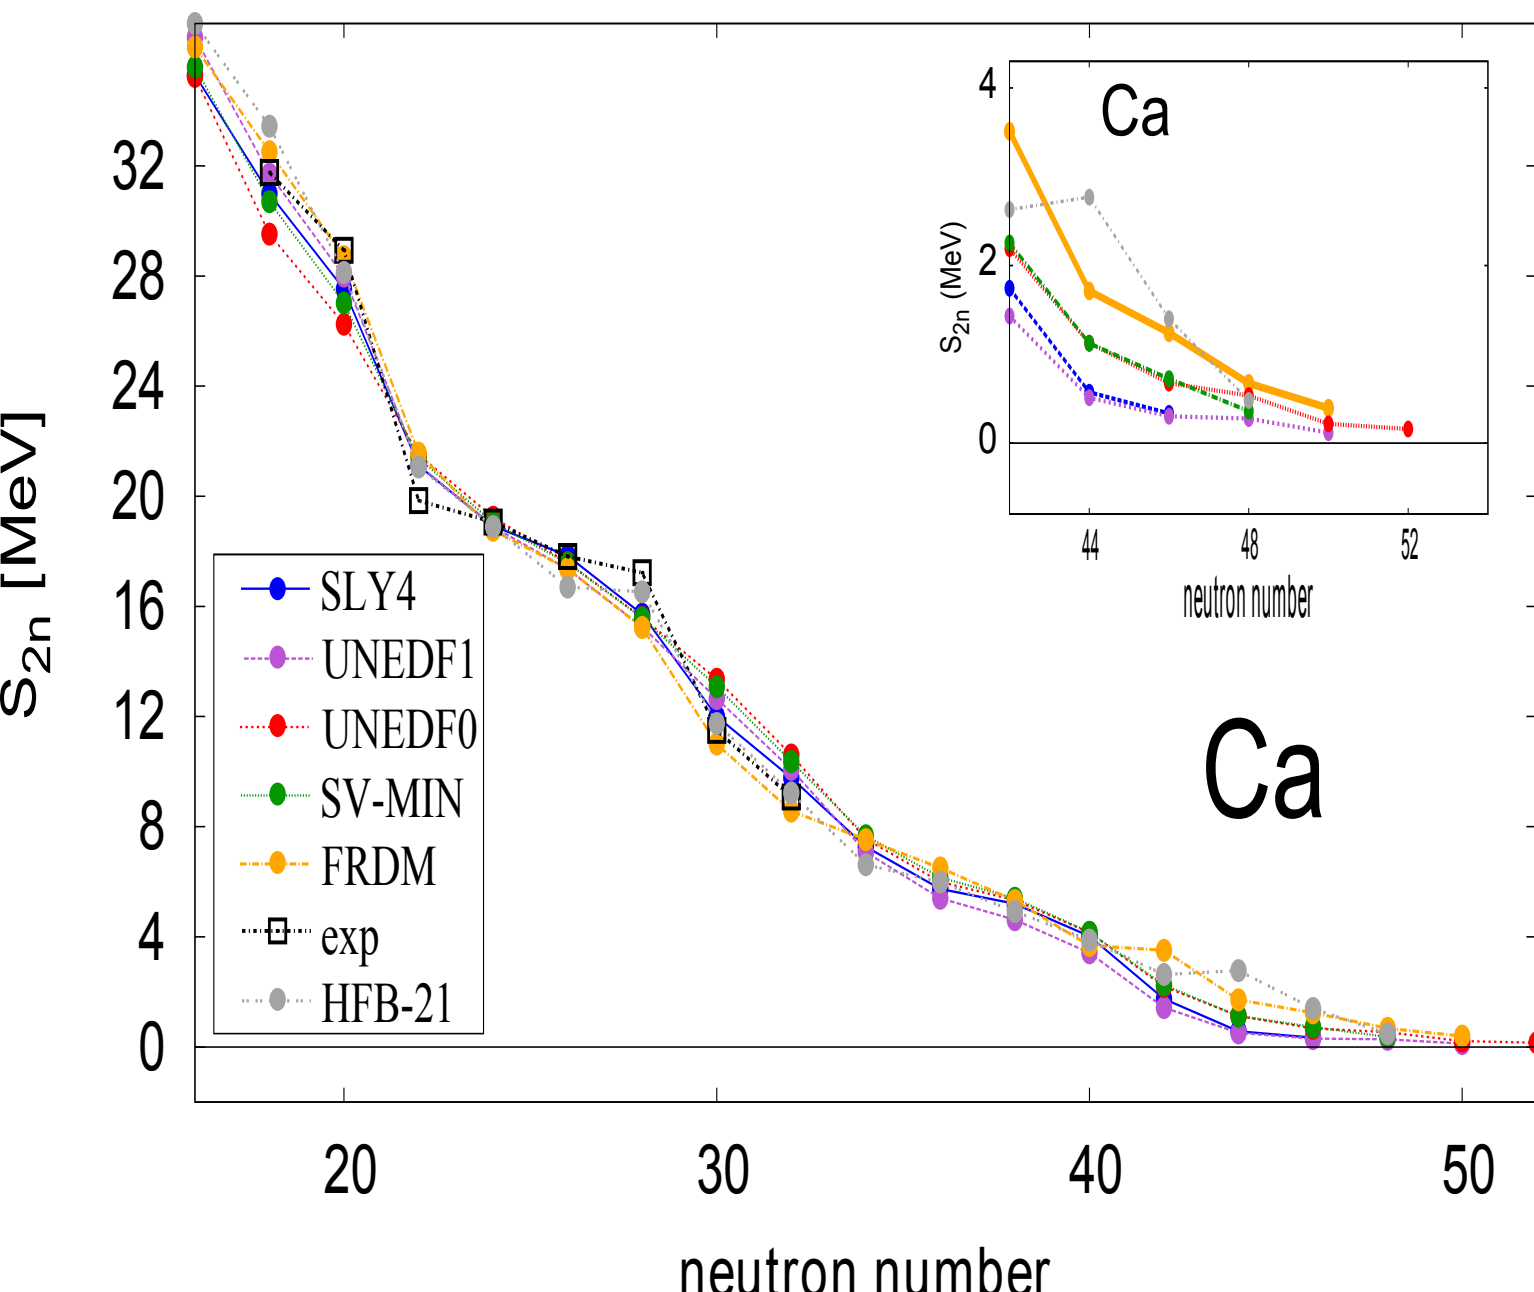 S2n [MeV]
32
28
24
20
16
12
8
4
0
SLY4
UNEDF1
UNEDF0
SV-MIN
FRDM
exp
HFB-21
Ca
S2n (MeV)
4
2
0
44 48 52
neutron number
Ca
20 30 40 50
neutron number